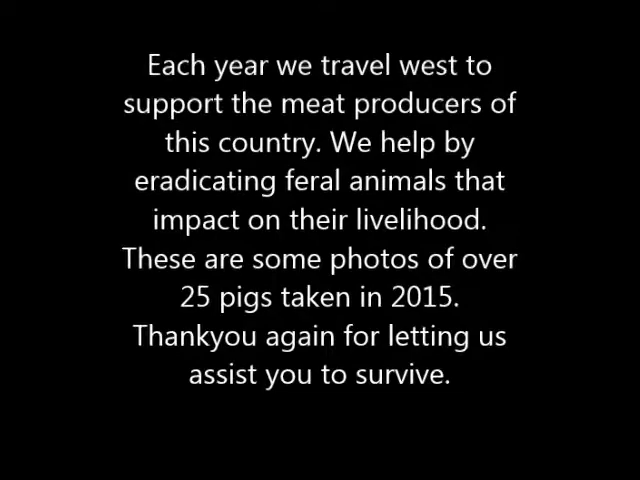 Each year we travel west to
support the meat producers of
this country. We help by
eradicating feral animals that
impact on their livelihood.
These are some photos of over
25 pigs taken in 2015.
Thankyou again for letting us
assist you to survive.